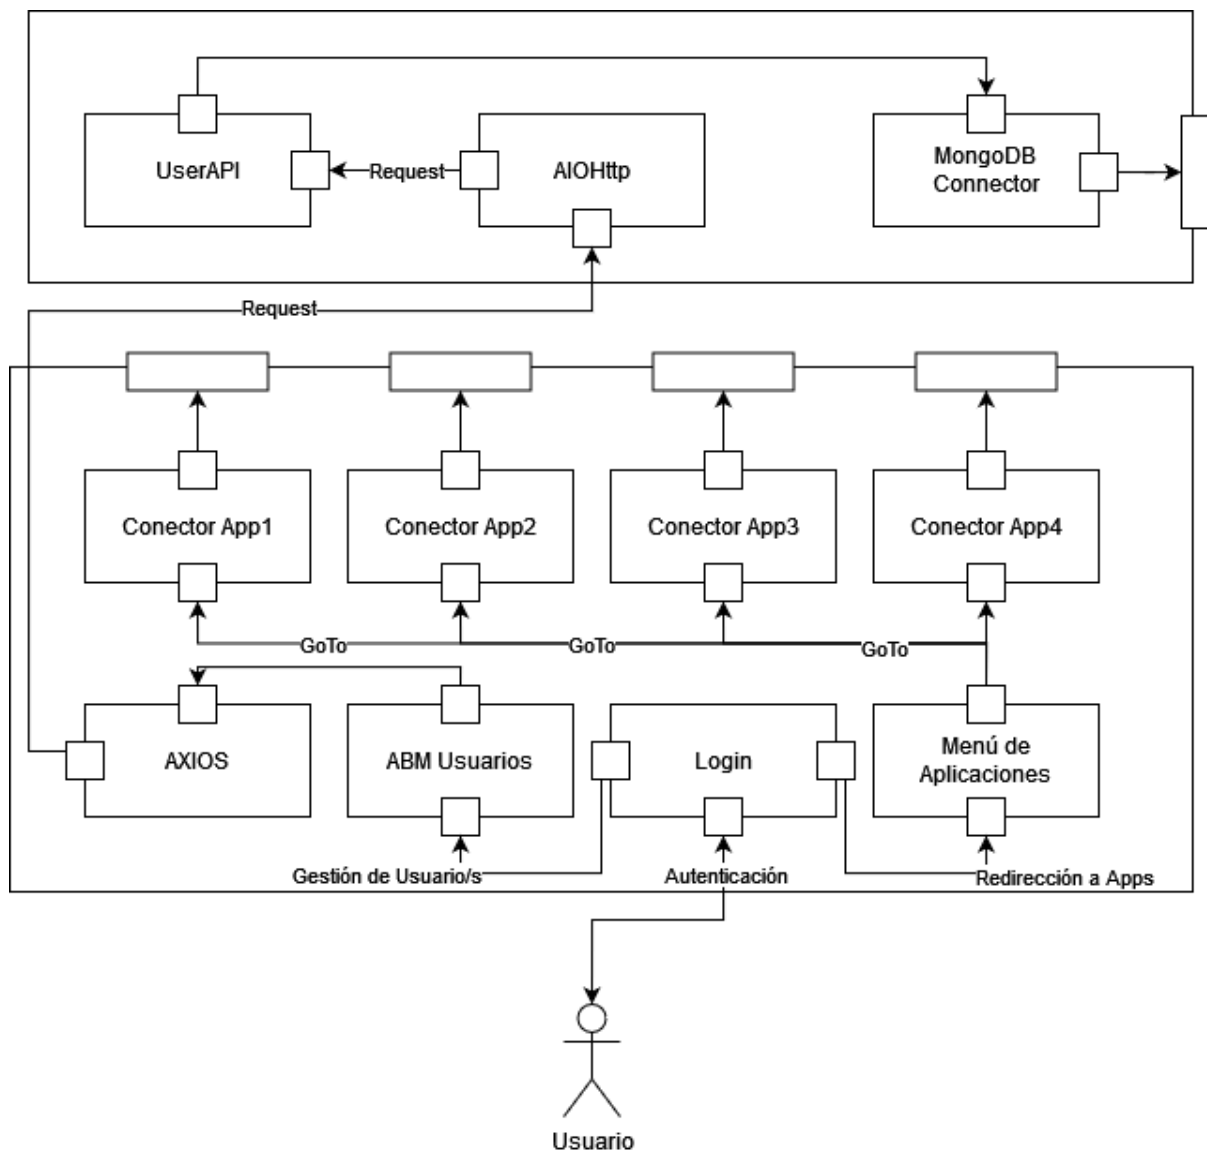 UserAPI
Request
AIOHttp
MongoDB
Connector
Request
Conector App1
Conector App2
Conector App3
Conector App4
GoTo
GoTo
GoTo
AXIOS
ABM Usuarios
Login
Menú de
Aplicaciones
Gestión de Usuario/s
Autenticación
Redirección a Apps
Usuario